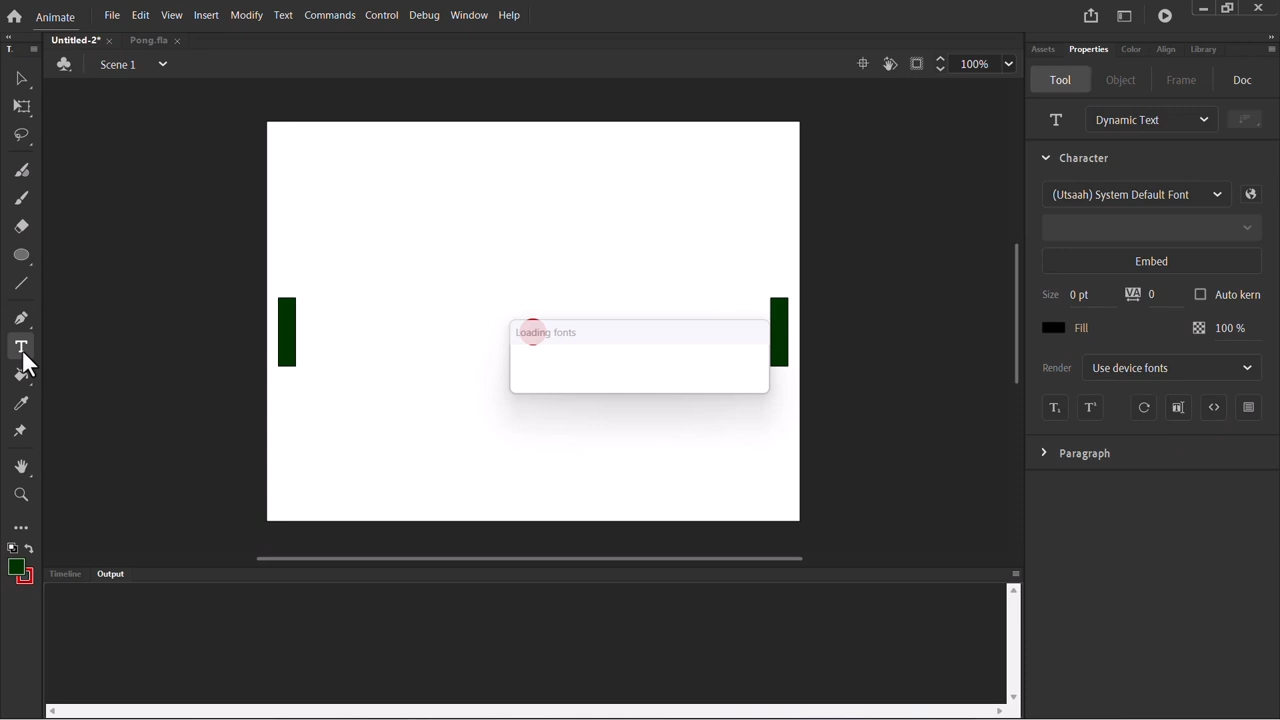 Animate File Edit View Insert Modify Text Commands Control Debug Window Help
Untitled-2* × Pong.fla ×
Scene 1 100%
T.
Assets Properties Color Align Library
Tool Object Frame Doc
T Dynamic Text
Character
(Utsaah) System Default Font
Embed
Size 0 pt VA 0 Auto kern
Fill 100 %
Render Use device fonts
Paragraph
Loading fonts
Timeline Output